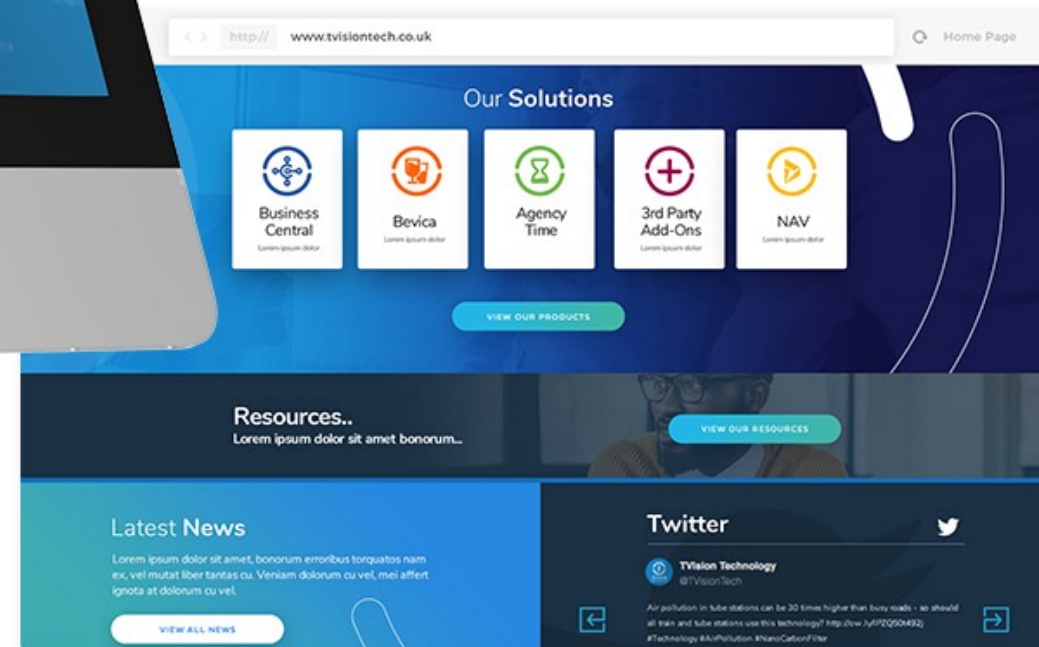 http://
www.tvisiontech.co.uk
Home Page
Our Solutions
Business
Central
Lorem ipsum dolor
Bevica
Lorem ipsum dolor
Agency
Time
3rd Party
Add-Ons
Lorem ipsum dolor
NAV
Lorem ipsum dolor
VIEW OUR PRODUCTS
Resources..
Lorem ipsum dolor sit amet bonorum...
VIEW OUR RESOURCES
Latest News
Lorem ipsum dolor sit amet, bonorum erroribus torquatos nam
ex, vel mutat liber tantas cu. Veniam dolorum cu vel, mei affert
ignota at dolorum cu vel.
VIEW ALL NEWS
Twitter
TVision Technology
@TVisionTech
Air pollution in tube stations can be 30 times higher than busy roads - so should
all train and tube stations use this technology?
#Technology #AirPollution #NanoCarbonFilter